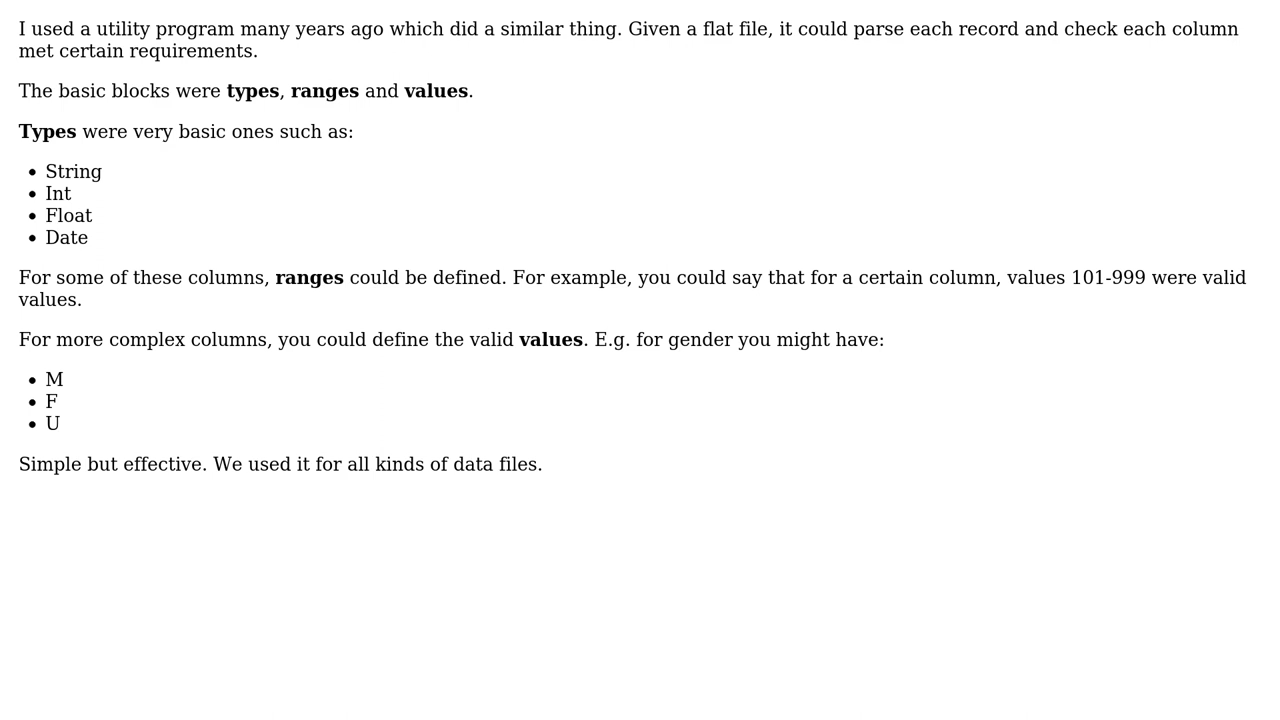 I used a utility program many years ago which did a similar thing. Given a flat file, it could parse each record and check each column
met certain requirements.
The basic blocks were types, ranges and values.
Types were very basic ones such as:
• String
• Int
• Float
• Date
For some of these columns, ranges could be defined. For example, you could say that for a certain column, values 101-999 were valid
values.
For more complex columns, you could define the valid values. E.g. for gender you might have:
• M
• F
• U
Simple but effective. We used it for all kinds of data files.